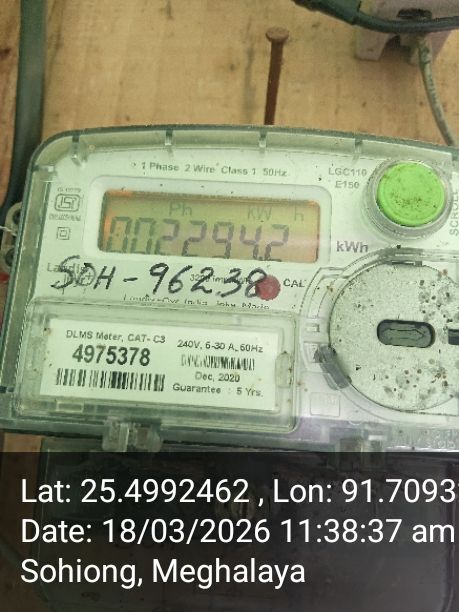 1 Phase 2 Wire Class 1 50Hz
LGC110
E150
SCROLL
Ph kW h
002294.2
kWh
SOH-96238
CAL
DLMS Meter, CAT- C3
240V, 5-30 A, 50Hz
4975378
Dec, 2020
Guarantee : 5 Yrs.
Lat: 25.4992462 , Lon: 91.7093
Date: 18/03/2026 11:38:37 am
Sohiong, Meghalaya